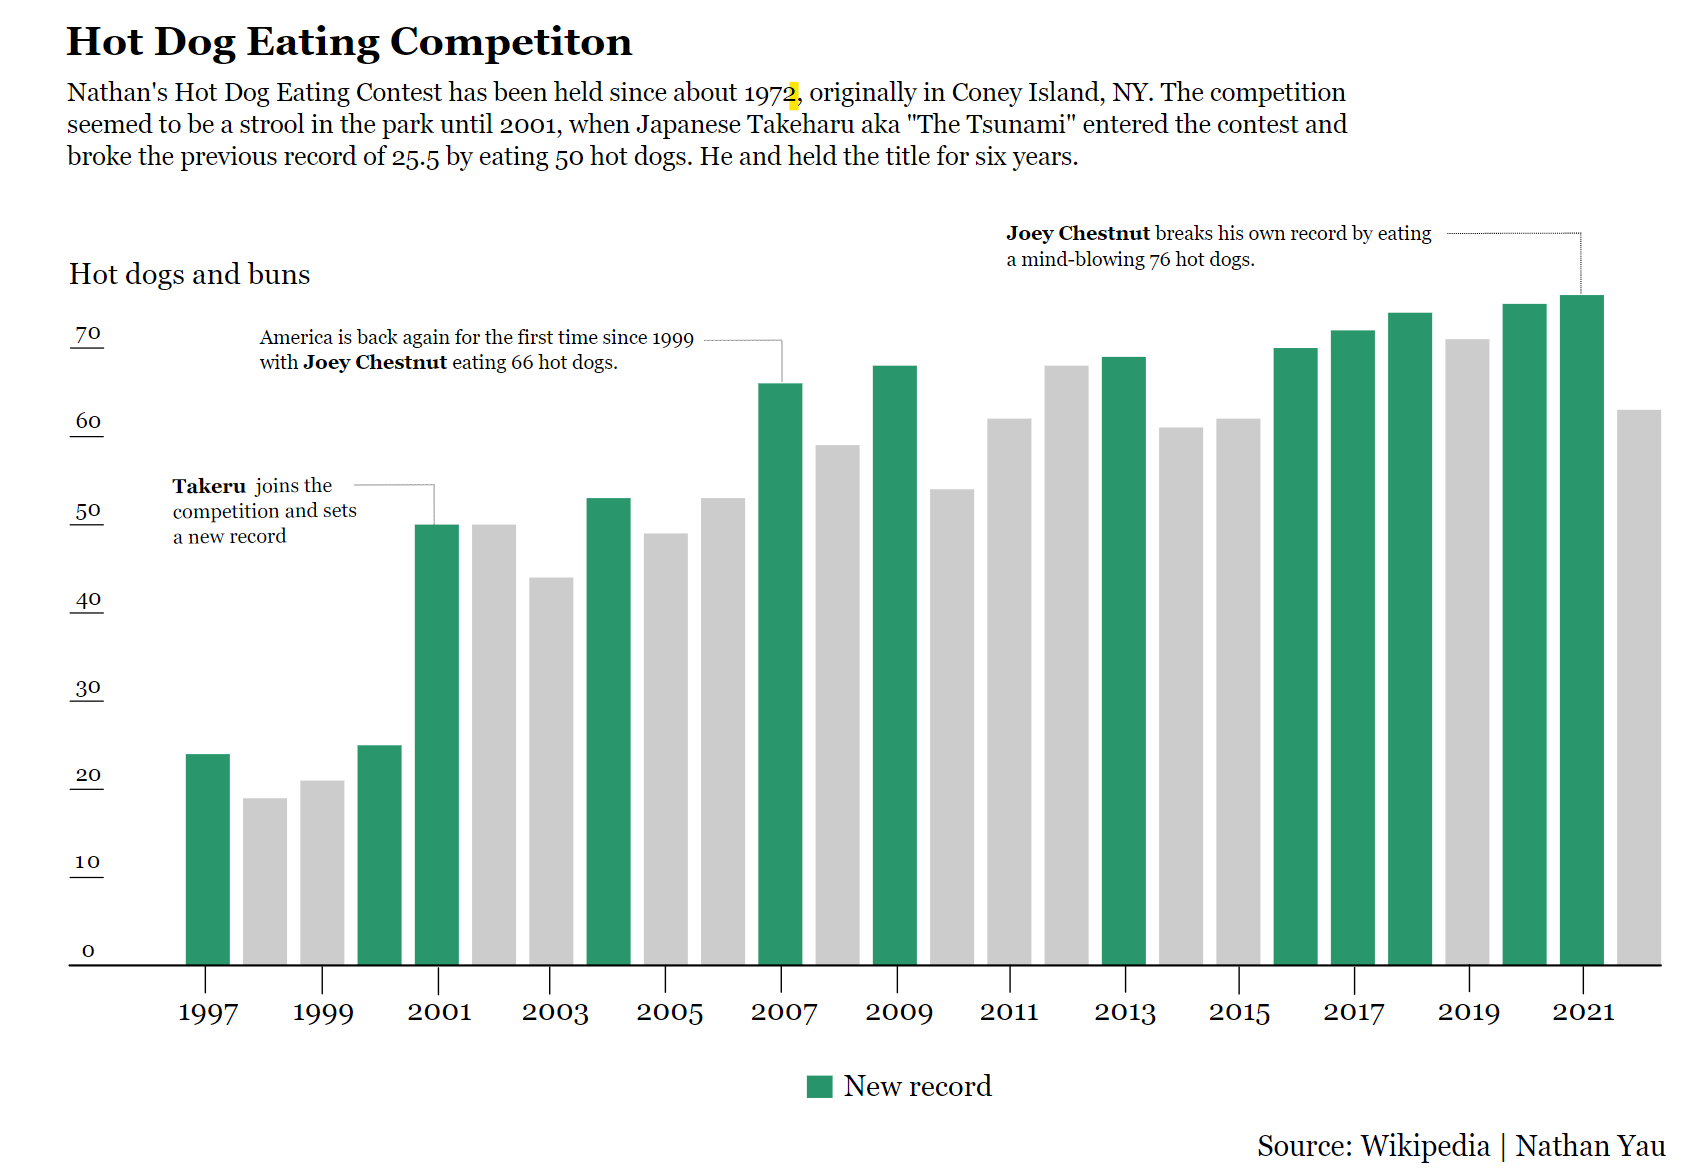 Hot Dog Eating Competiton
Nathan's Hot Dog Eating Contest has been held since about 1972, originally in Coney Island, NY. The competition
seemed to be a strool in the park until 2001, when Japanese Takeharu aka "The Tsunami" entered the contest and
broke the previous record of 25.5 by eating 50 hot dogs. He and held the title for six years.
Joey Chestnut breaks his own record by eating
a mind-blowing 76 hot dogs.
Hot dogs and buns
America is back again for the first time since 1999
with Joey Chestnut eating 66 hot dogs.
Takeru joins the
competition and sets
a new record
70
60
50
40
30
20
10
0
1997 1999 2001 2003 2005 2007 2009 2011 2013 2015 2017 2019 2021
New record
Source: Wikipedia | Nathan Yau